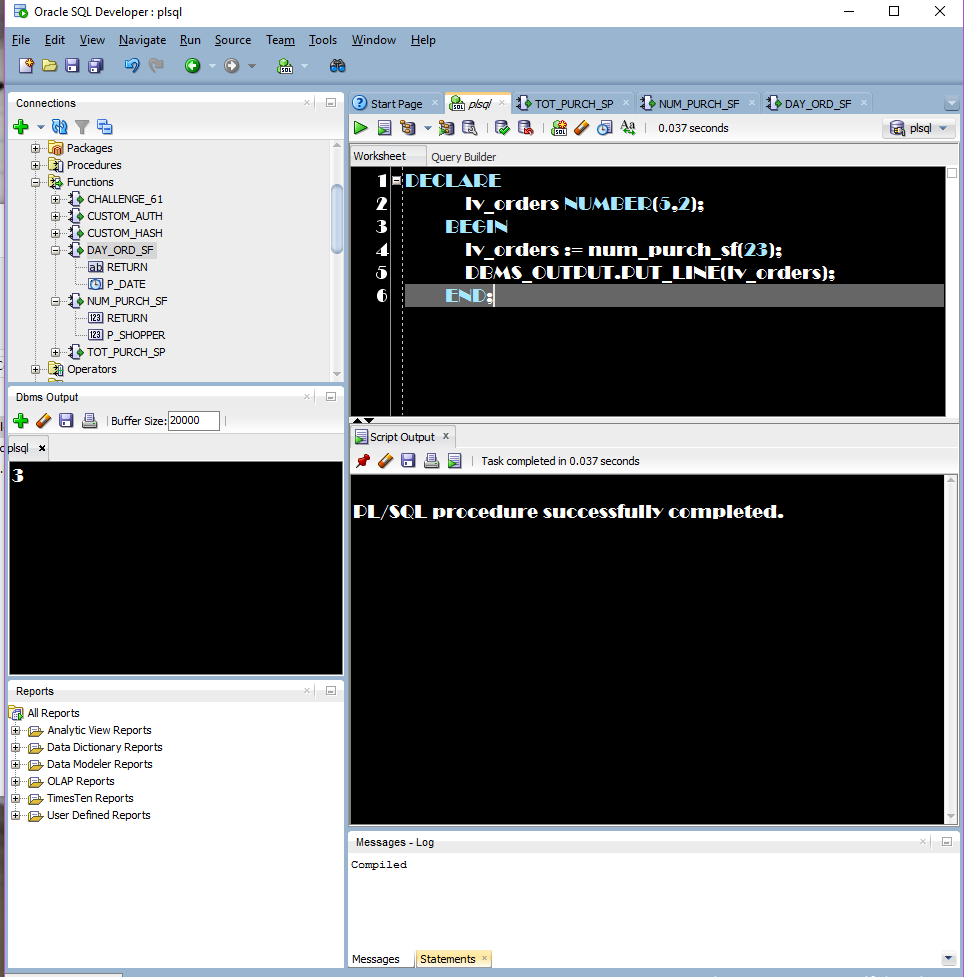 Oracle SQL Developer : plsql
File Edit View Navigate Run Source Team Tools Window Help
Connections
Packages
Procedures
Functions
CHALLENGE_61
CUSTOM_AUTH
CUSTOM_HASH
DAY_ORD_SF
ab RETURN
P_DATE
NUM_PURCH_SF
123 RETURN
123 P_SHOPPER
TOT_PURCH_SP
Operators
Dbms Output
Buffer Size: 20000
plsql
3
Reports
All Reports
Analytic View Reports
Data Dictionary Reports
Data Modeler Reports
OLAP Reports
TimesTen Reports
User Defined Reports
Start Page plsql TOT_PURCH_SP NUM_PURCH_SF DAY_ORD_SF
0.037 seconds plsql
Worksheet Query Builder
1 DECLARE
2 lv_orders NUMBER(5,2);
3 BEGIN
4 lv_orders := num_purch_sf(23);
5 DBMS_OUTPUT.PUT_LINE(lv_orders);
6 END;
Script Output
Task completed in 0.037 seconds
PL/SQL procedure successfully completed.
Messages - Log
Compiled
Messages Statements